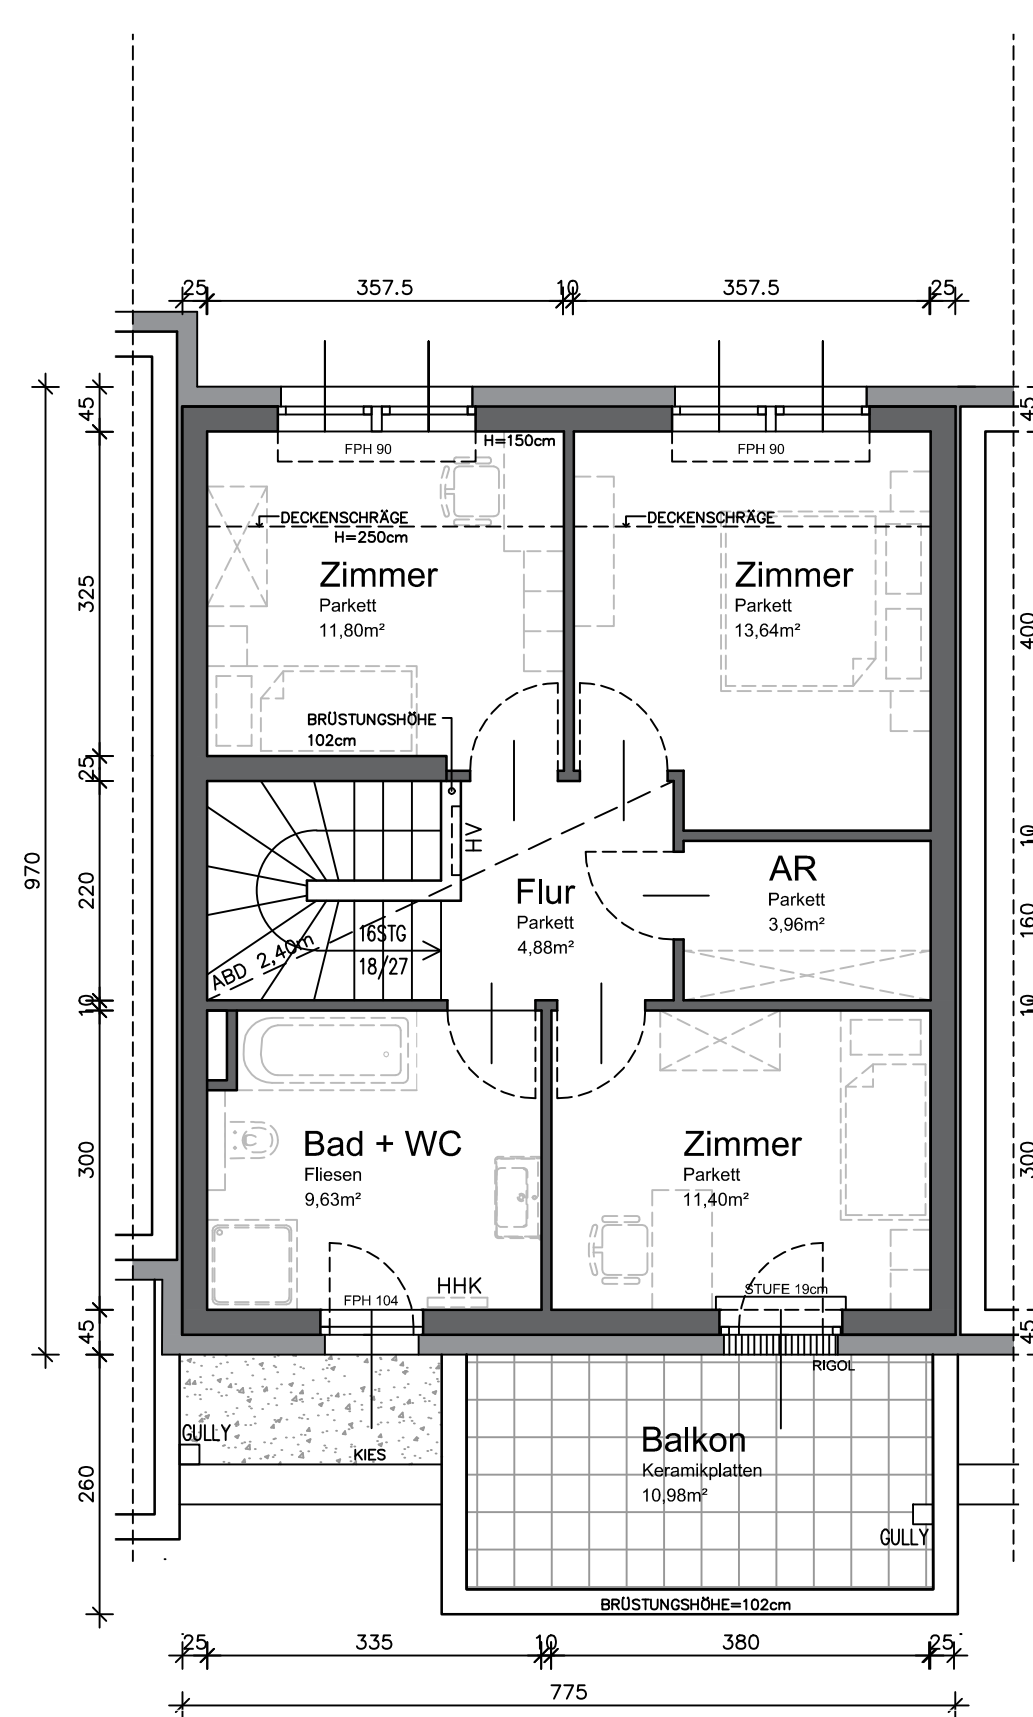 25 357.5 10 357.5 25
45 45
FPH 90 H=150cm FPH 90
DECKENSCHRÄGE DECKENSCHRÄGE
H=250cm
Zimmer Zimmer
Parkett Parkett
11,80m² 13,64m²
325 400
BRÜSTUNGSHÖHE
102cm
25
HV
10
970
AR
Parkett
3,96m²
220 160
Flur
Parkett
4,88m²
16STG
18/27
ABD 2,40m
10 10
Bad + WC Zimmer
Fliesen Parkett
9,63m² 11,40m²
300 300
HHK
FPH 104 STUFE 19cm
45 45
RIGOL
GULLY
KIES
Balkon
Keramikplatten
10,98m²
260
GULLY
BRÜSTUNGSHÖHE=102cm
25 335 10 380 25
775